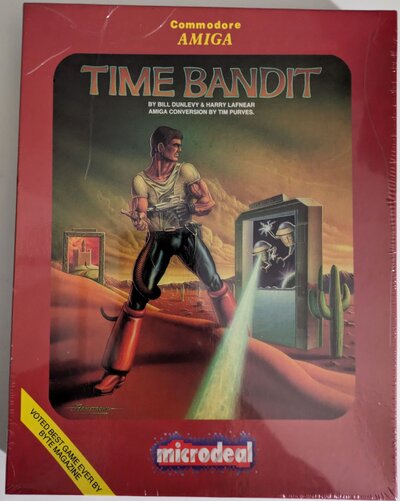 Commodore
AMIGA
TIME BANDIT
BY BILL DUNLEVY & HARRY LAFNEAR
AMIGA CONVERSION BY TIM PURVES.
VOTED BEST GAME EVER BY
BYTE MAGAZINE
microdeal